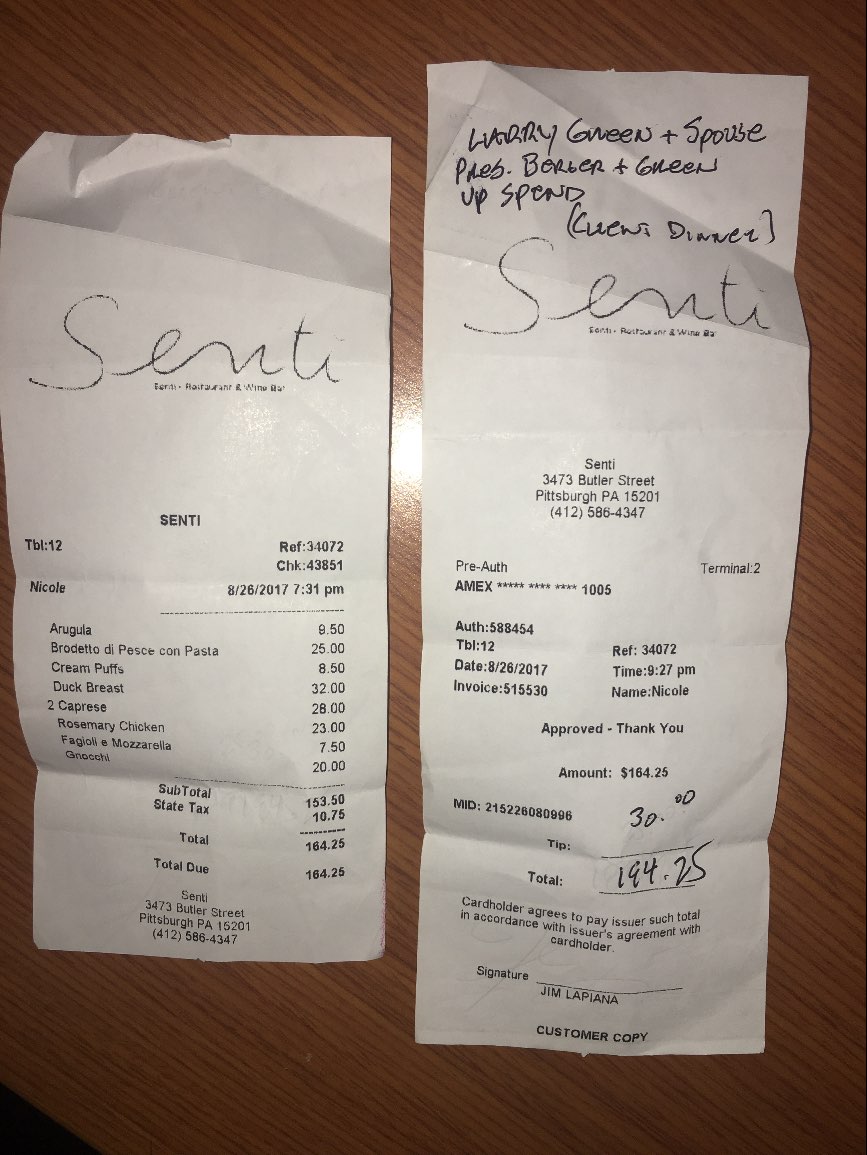 Senti
Senti - Restaurant & Wine Bar
SENTI
Tbl:12 Ref:34072
Chk:43851
Nicole 8/26/2017 7:31 pm
Arugula 9.50
Brodetto di Pesce con Pasta 25.00
Cream Puffs 8.50
Duck Breast 32.00
2 Caprese 28.00
Rosemary Chicken 23.00
Fagioli e Mozzarella 7.50
Gnocchi 20.00
SubTotal 153.50
State Tax 10.75
Total 164.25
Total Due 164.25
Senti
3473 Butler Street
Pittsburgh PA 15201
(412) 586-4347
LARRY GREEN + SPOUSE
PRES. BERGER + GREEN
UP SPEND
(CLIENT DINNER)
Senti
Senti - Restaurant & Wine Bar
Senti
3473 Butler Street
Pittsburgh PA 15201
(412) 586-4347
Pre-Auth Terminal:2
AMEX ***** **** **** 1005
Auth:588454
Tbl:12 Ref: 34072
Date:8/26/2017 Time:9:27 pm
Invoice:515530 Name:Nicole
Approved - Thank You
Amount: $164.25
MID: 215226080996
Tip: 30.00
Total: 194.25
Cardholder agrees to pay issuer such total
in accordance with issuer's agreement with
cardholder.
Signature
JIM LAPIANA
CUSTOMER COPY